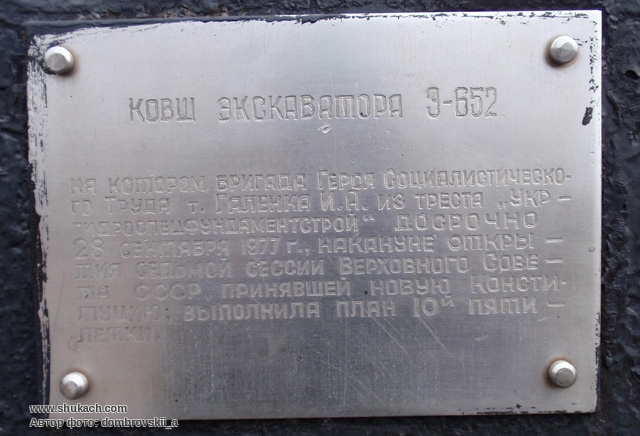 КОВШ ЭКСКАВАТОРА Э-652
НА КОТОРОМ БРИГАДА ГЕРОЯ СОЦИАЛИСТИЧЕСКО-
ГО ТРУДА т. ГАЛЕНКА И.А. ИЗ ТРЕСТА „УКР-
ГИДРОСПЕЦФУНДАМЕНТСТРОЙ" ДОСРОЧНО
28 СЕНТЯБРЯ 1977 г., НАКАНУНЕ ОТКРЫ-
ТИЯ СЕДЬМОЙ СЕССИИ ВЕРХОВНОГО СОВЕ-
ТА СССР ПРИНЯВШЕЙ НОВУЮ КОНСТИ-
ТУЦИЮ, ВЫПОЛНИЛА ПЛАН 10й ПЯТИ-
ЛЕТКИ.
www.shukach.com
Автор фото: dombrovskii_a